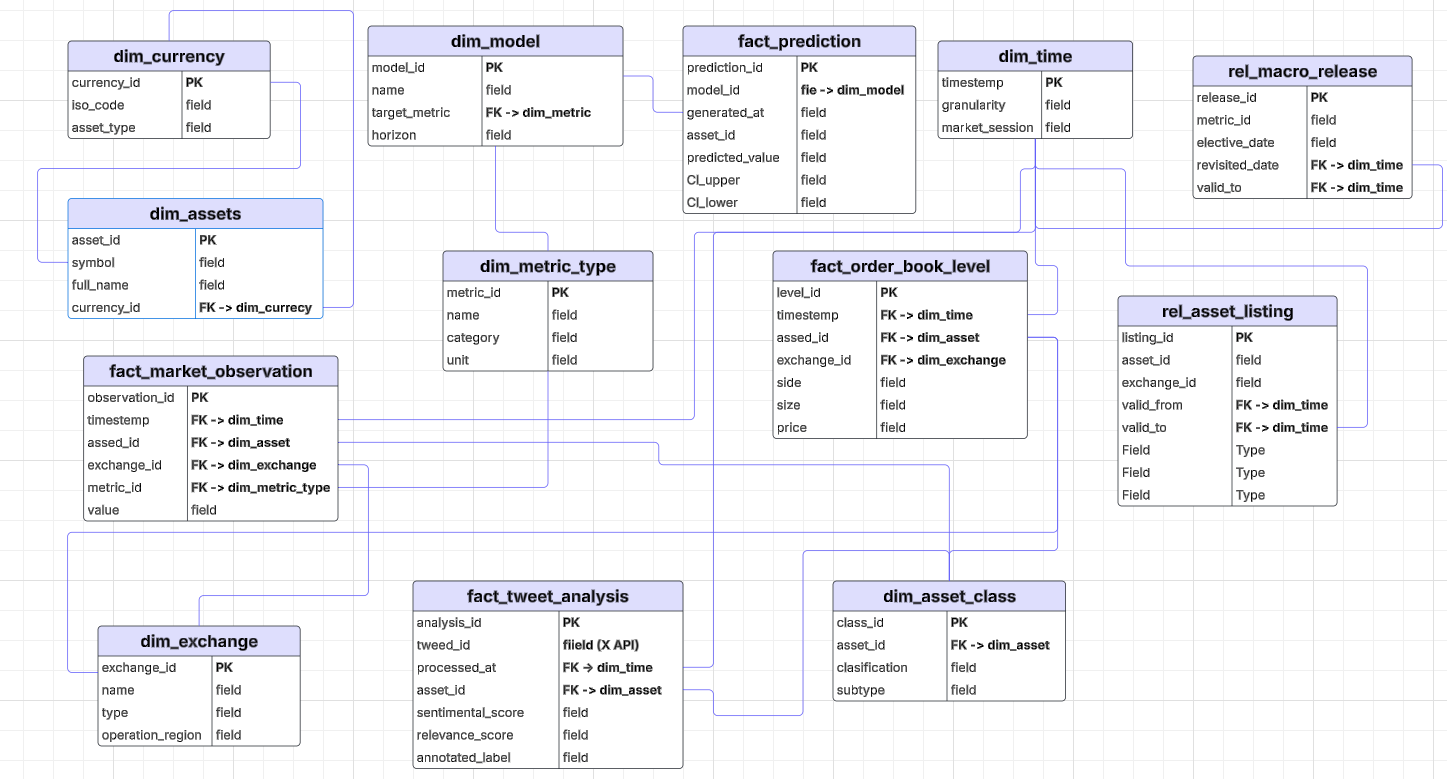 dim_currency
currency_id PK
iso_code field
asset_type field
dim_model
model_id PK
name field
target_metric FK -> dim_metric
horizon field
fact_prediction
prediction_id PK
model_id fie -> dim_model
generated_at field
asset_id field
predicted_value field
CI_upper field
CI_lower field
dim_time
timestemp PK
granularity field
market_session field
rel_macro_release
release_id PK
metric_id field
elective_date field
revisited_date FK -> dim_time
valid_to FK -> dim_time
dim_assets
asset_id PK
symbol field
full_name field
currency_id FK -> dim_currecy
dim_metric_type
metric_id PK
name field
category field
unit field
fact_order_book_level
level_id PK
timestemp FK -> dim_time
assed_id FK -> dim_asset
exchange_id FK -> dim_exchange
side field
size field
price field
rel_asset_listing
listing_id PK
asset_id field
exchange_id field
valid_from FK -> dim_time
valid_to FK -> dim_time
Field Type
Field Type
Field Type
fact_market_observation
observation_id PK
timestemp FK -> dim_time
assed_id FK -> dim_asset
exchange_id FK -> dim_exchange
metric_id FK -> dim_metric_type
value field
dim_exchange
exchange_id PK
name field
type field
operation_region field
fact_tweet_analysis
analysis_id PK
tweed_id fiield (X API)
processed_at FK → dim_time
asset_id FK -> dim_asset
sentimental_score field
relevance_score field
annotated_label field
dim_asset_class
class_id PK
asset_id FK -> dim_asset
clasification field
subtype field